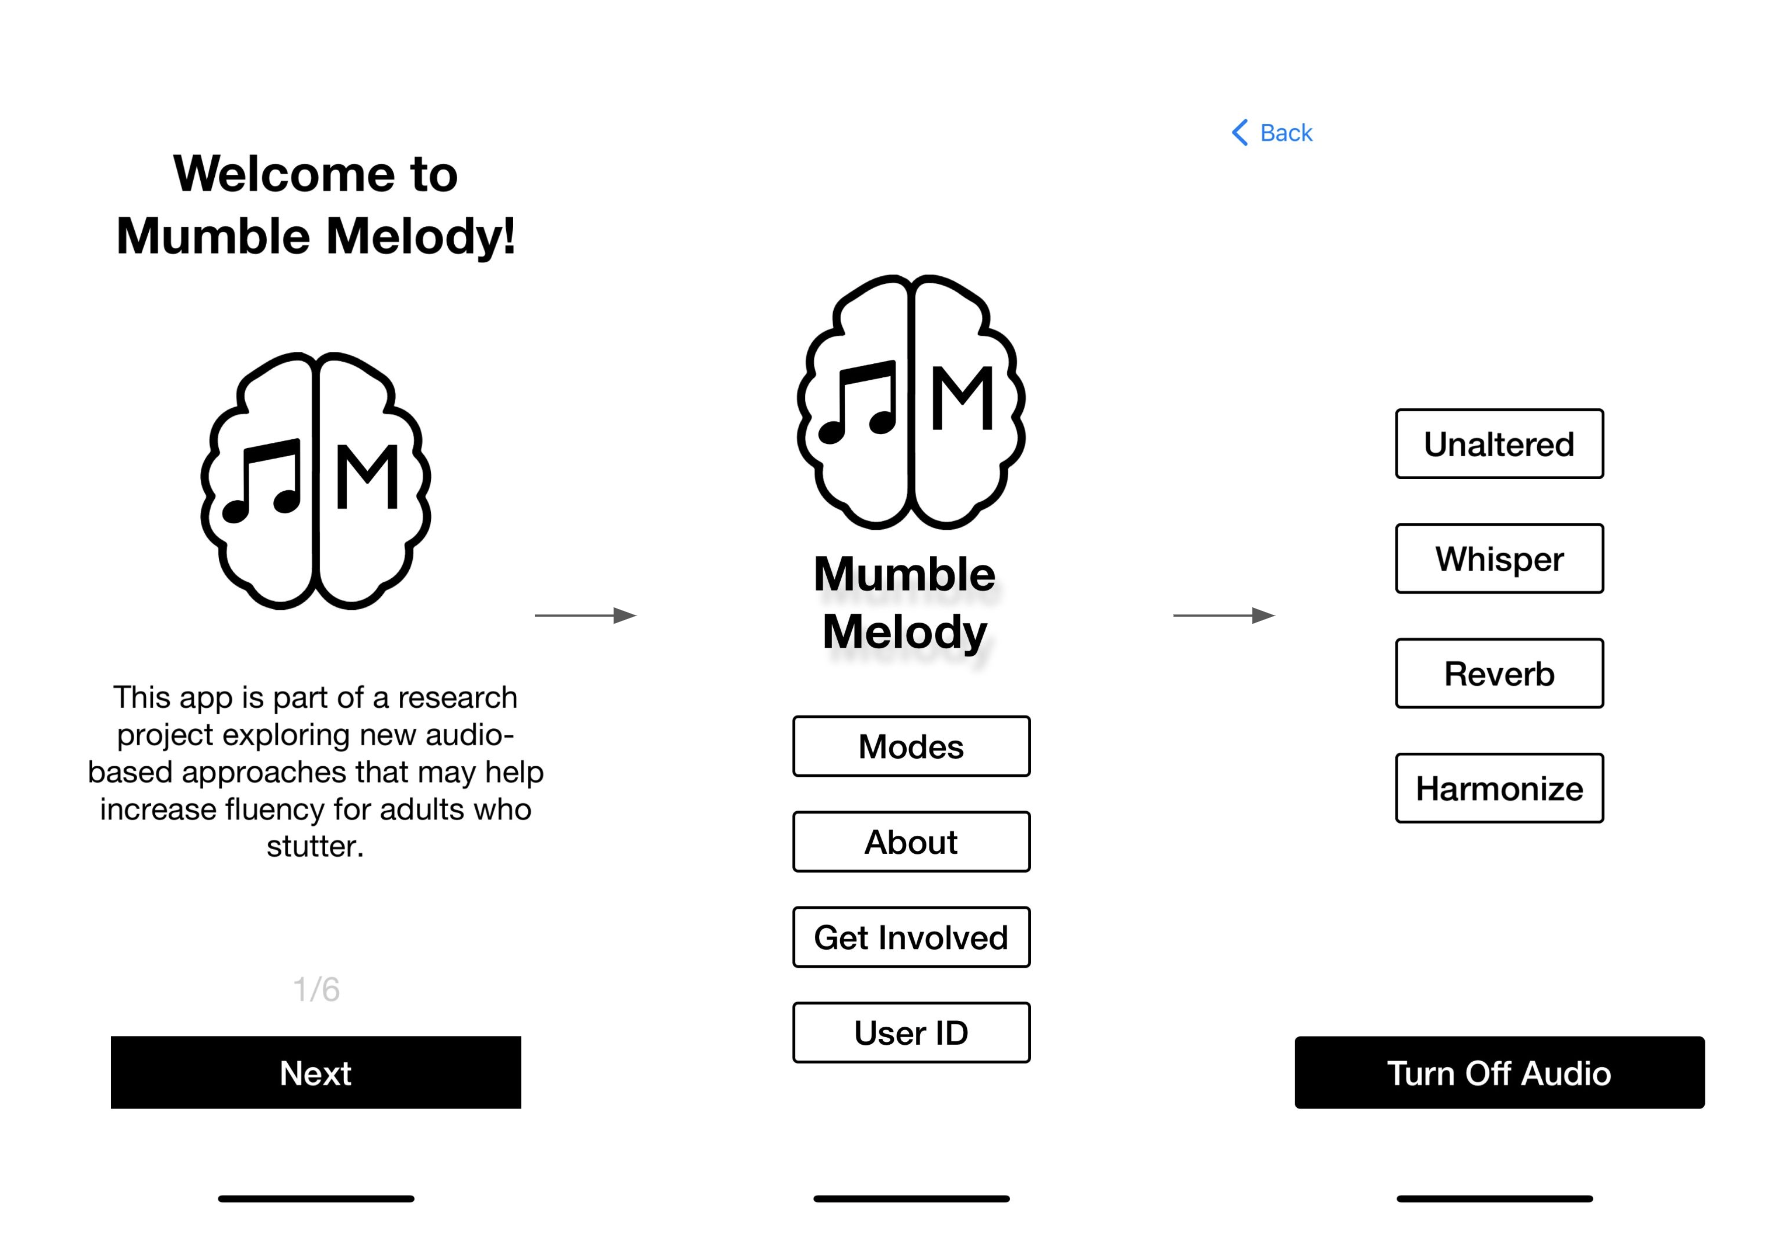 Welcome to
Mumble Melody!
M
This app is part of a research
project exploring new audio-
based approaches that may help
increase fluency for adults who
stutter.
1/6
Next
M
Mumble
Melody
Modes
About
Get Involved
User ID
Back
Unaltered
Whisper
Reverb
Harmonize
Turn Off Audio